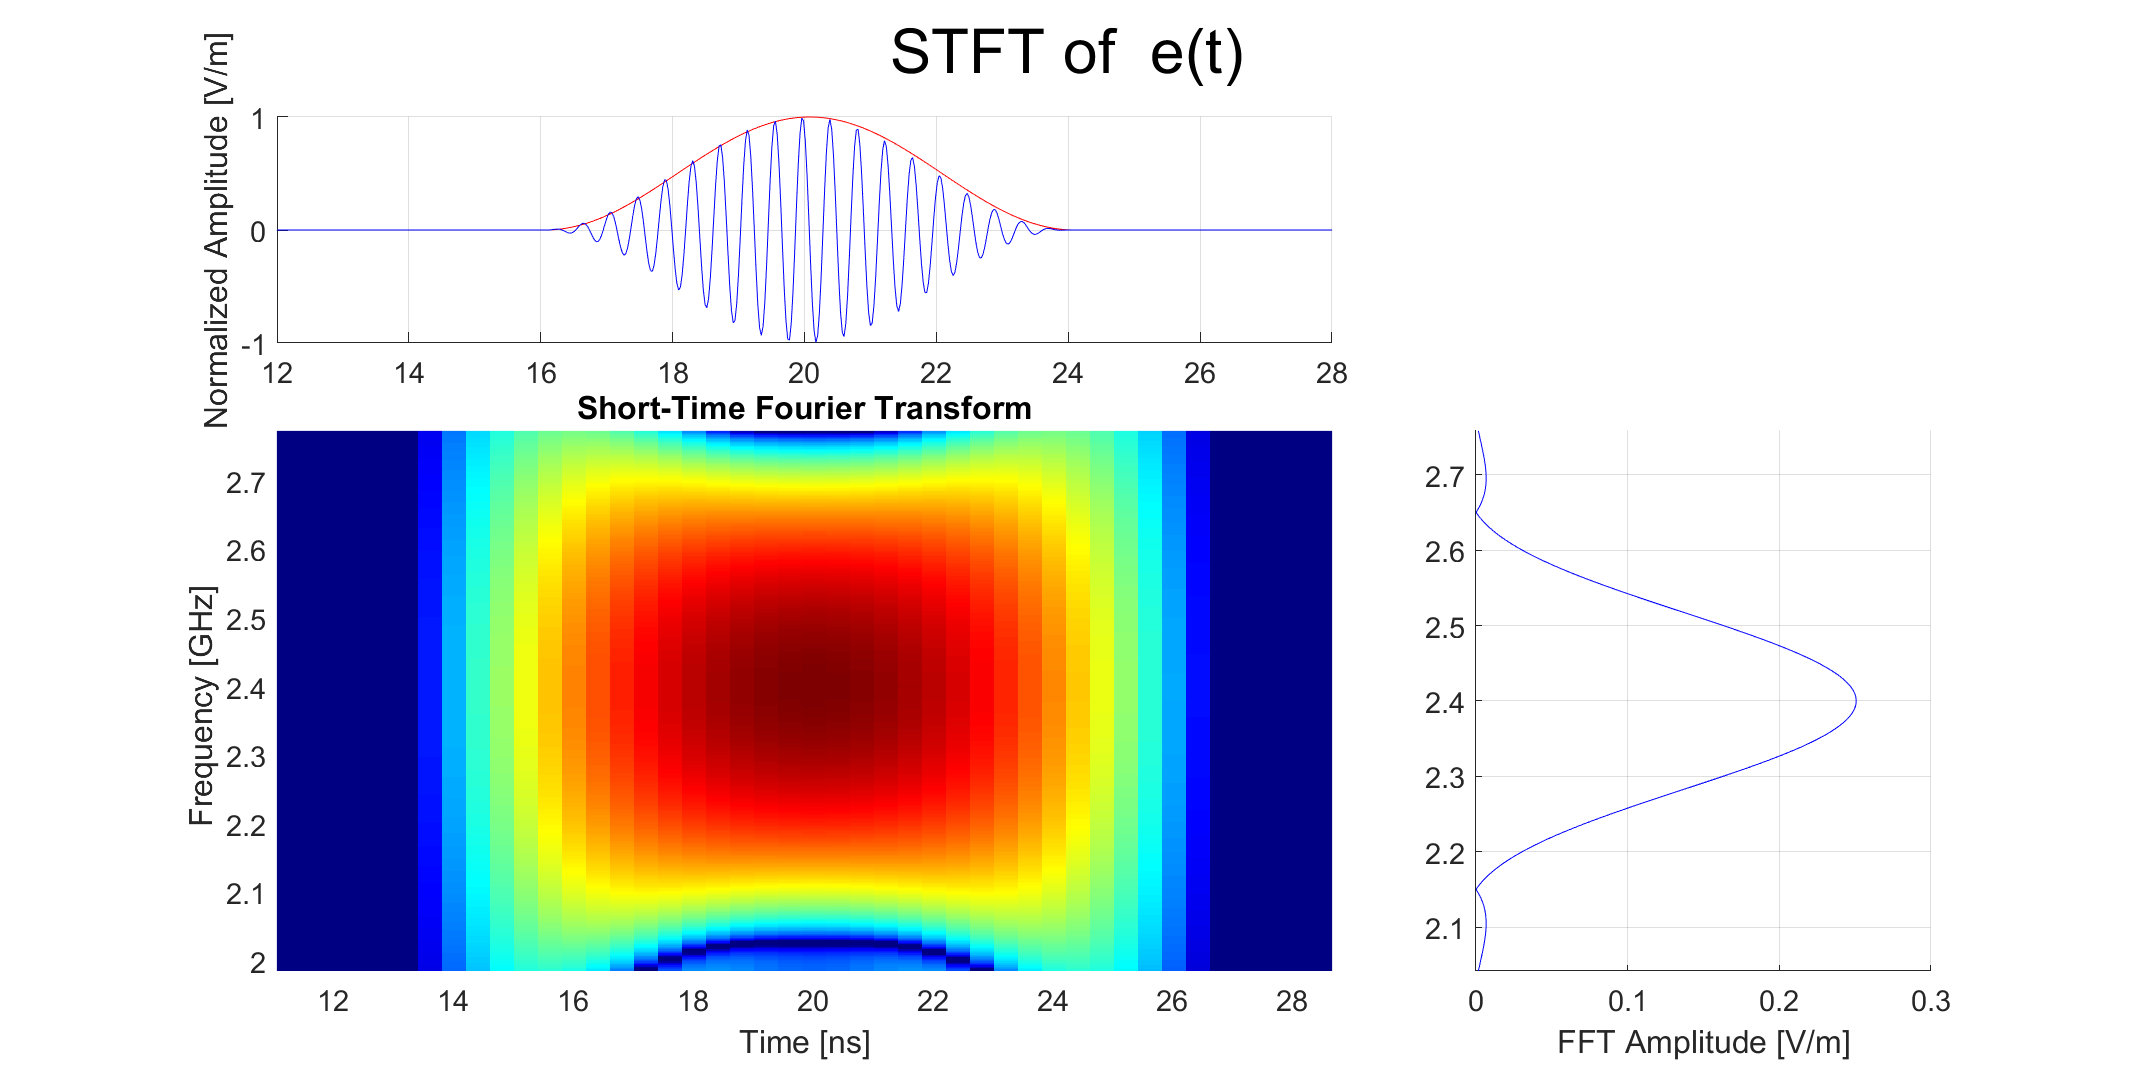 STFT of  e(t)
Normalized Amplitude [V/m]
1
0
-1
12 14 16 18 20 22 24 26 28
Short-Time Fourier Transform
Frequency [GHz]
2.7
2.6
2.5
2.4
2.3
2.2
2.1
2
12 14 16 18 20 22 24 26 28
Time [ns]
2.7
2.6
2.5
2.4
2.3
2.2
2.1
0 0.1 0.2 0.3
FFT Amplitude [V/m]